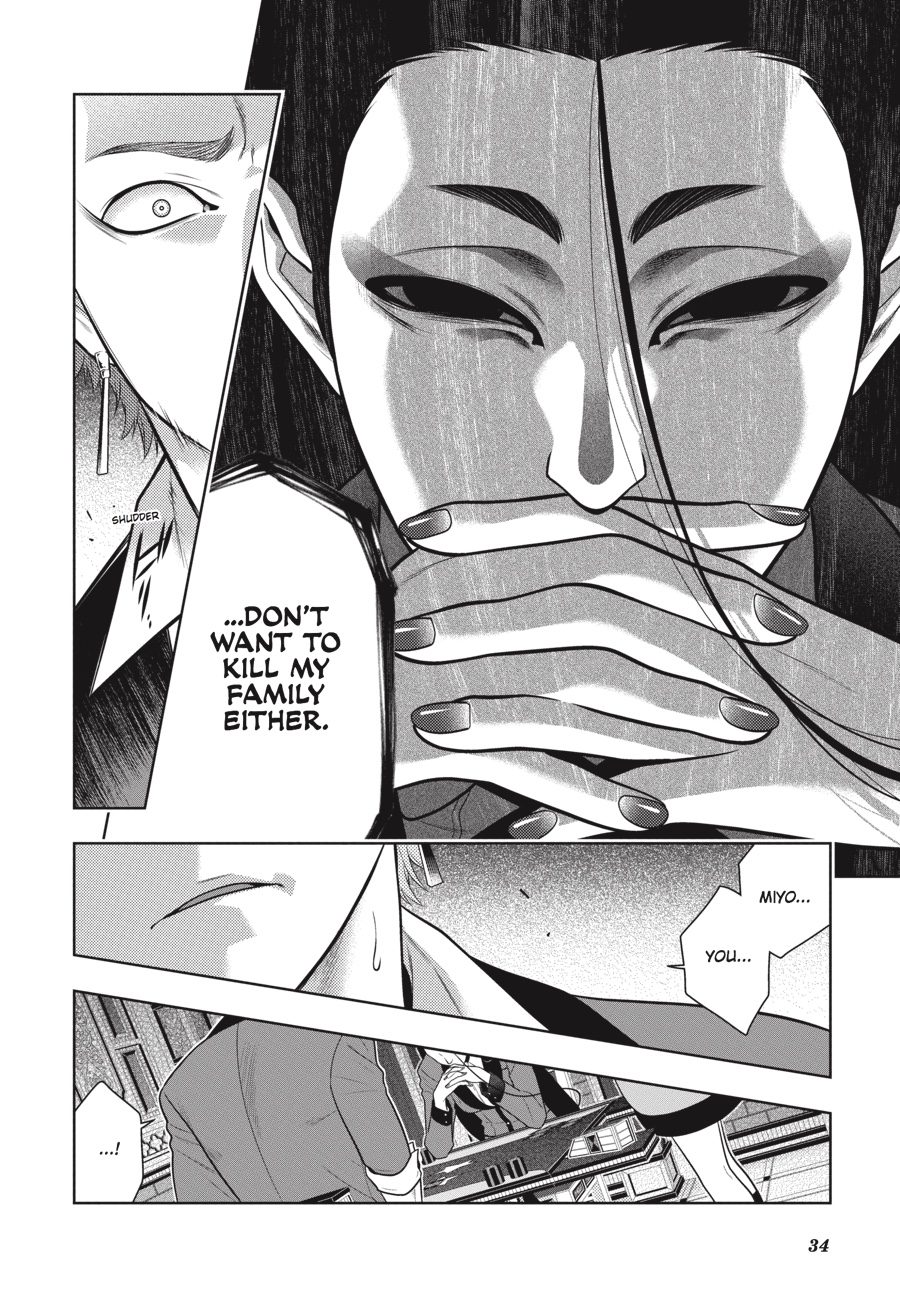 ...DON'T
WANT TO
KILL MY
FAMILY
EITHER.
SHUDDER
MIYO...
YOU...
...!
34